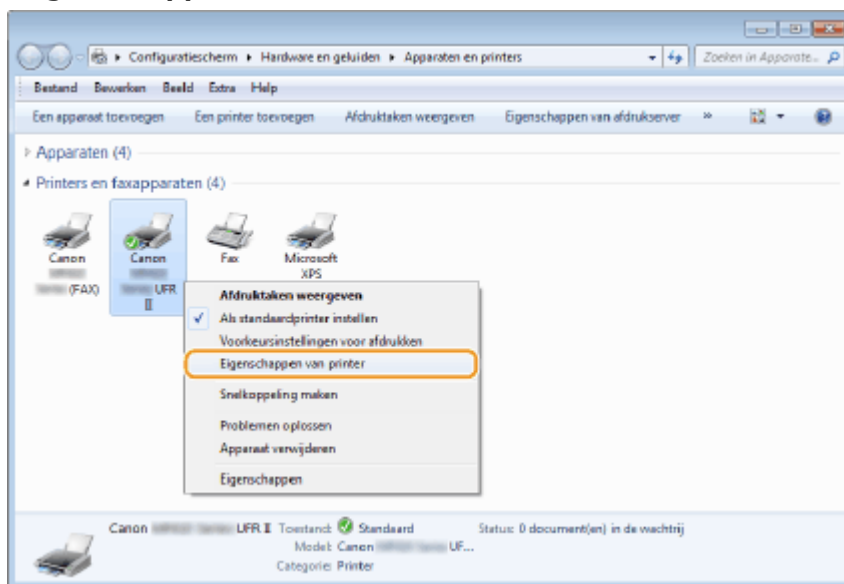 Configuratiescherm ▸ Hardware en geluiden ▸ Apparaten en printers
Zoeken in Apparate...
Bestand Bewerken Beeld Extra Help
Een apparaat toevoegen Een printer toevoegen Afdruktaken weergeven Eigenschappen van afdrukserver »
Apparaten (4)
Printers en faxapparaten (4)
Canon
(FAX)
Canon
UFR
II
Fax
Microsoft
XPS
Afdruktaken weergeven
Als standaardprinter instellen
Voorkeursinstellingen voor afdrukken
Eigenschappen van printer
Snelkoppeling maken
Problemen oplossen
Apparaat verwijderen
Eigenschappen
Canon UFR II Toestand: Standaard Status: 0 document(en) in de wachtrij
Model: Canon UF...
Categorie: Printer